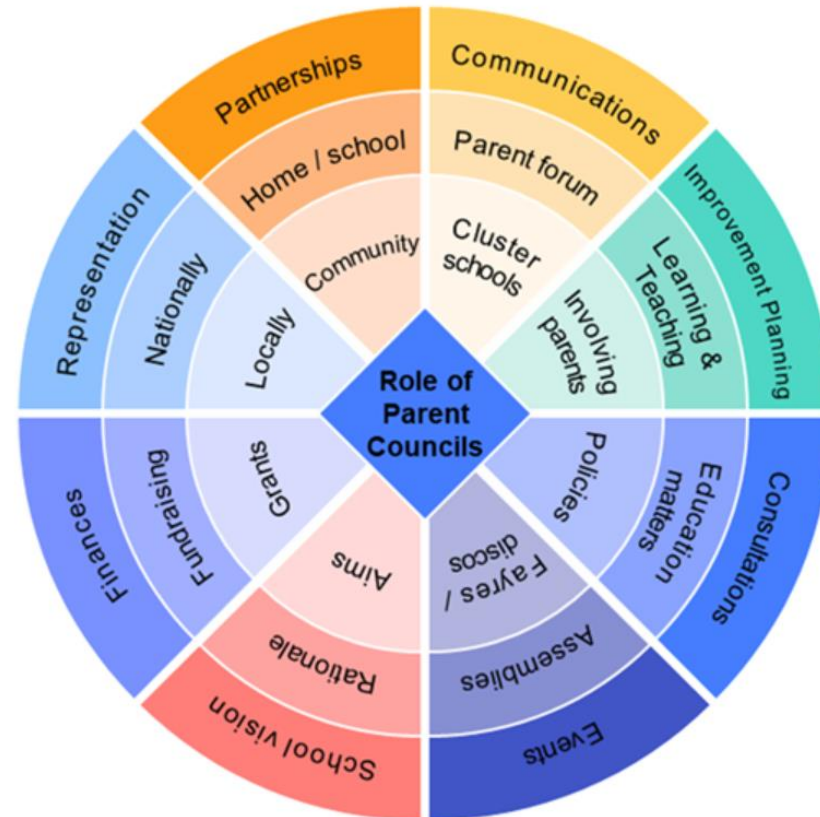 Role of
Parent
Councils
Communications
Parent forum
Cluster
schools
Improvement Planning
Learning &
Teaching
Involving
parents
Consultations
Education
matters
Policies
Events
Assemblies
Fayres /
discos
School vision
Rationale
Aims
Finances
Fundraising
Grants
Representation
Nationally
Locally
Partnerships
Home / school
Community